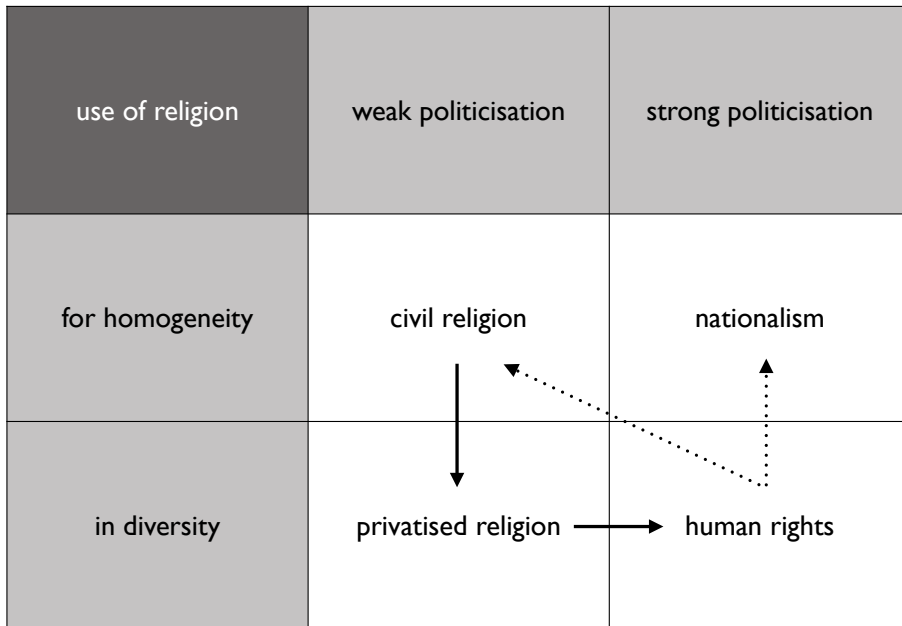 use of religion
weak politicisation
strong politicisation
for homogeneity
civil religion
nationalism
in diversity
privatised religion
human rights